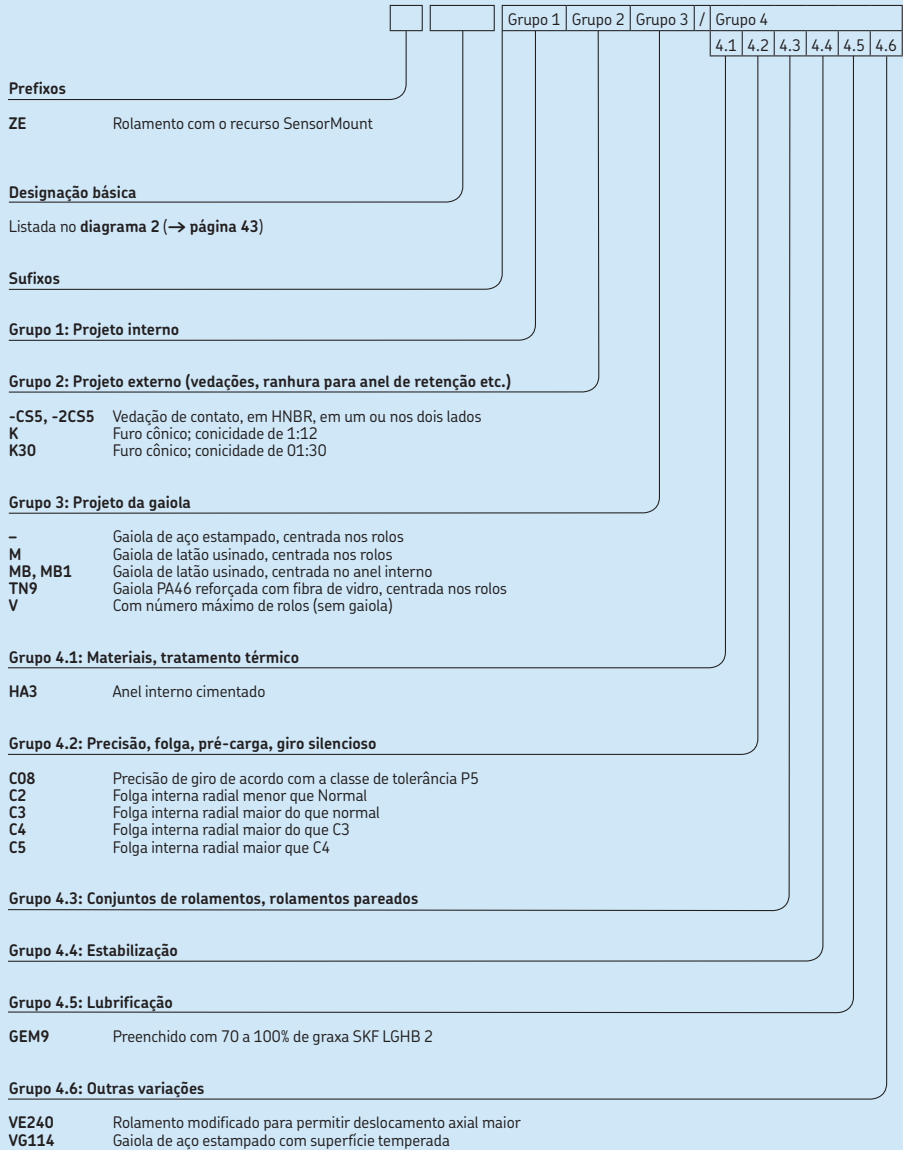 Grupo 1 Grupo 2 Grupo 3 / Grupo 4
4.1 4.2 4.3 4.4 4.5 4.6
Prefixos
ZE Rolamento com o recurso SensorMount
Designação básica
Listada no diagrama 2 (→ página 43)
Sufixos
Grupo 1: Projeto interno
Grupo 2: Projeto externo (vedações, ranhura para anel de retenção etc.)
-CS5, -2CS5 Vedação de contato, em HNBR, em um ou nos dois lados
K Furo cônico; conicidade de 1:12
K30 Furo cônico; conicidade de 01:30
Grupo 3: Projeto da gaiola
– Gaiola de aço estampado, centrada nos rolos
M Gaiola de latão usinado, centrada nos rolos
MB, MB1 Gaiola de latão usinado, centrada no anel interno
TN9 Gaiola PA46 reforçada com fibra de vidro, centrada nos rolos
V Com número máximo de rolos (sem gaiola)
Grupo 4.1: Materiais, tratamento térmico
HA3 Anel interno cimentado
Grupo 4.2: Precisão, folga, pré-carga, giro silencioso
C08 Precisão de giro de acordo com a classe de tolerância P5
C2 Folga interna radial menor que Normal
C3 Folga interna radial maior do que normal
C4 Folga interna radial maior do que C3
C5 Folga interna radial maior que C4
Grupo 4.3: Conjuntos de rolamentos, rolamentos pareados
Grupo 4.4: Estabilização
Grupo 4.5: Lubrificação
GEM9 Preenchido com 70 a 100% de graxa SKF LGHB 2
Grupo 4.6: Outras variações
VE240 Rolamento modificado para permitir deslocamento axial maior
VG114 Gaiola de aço estampado com superfície temperada